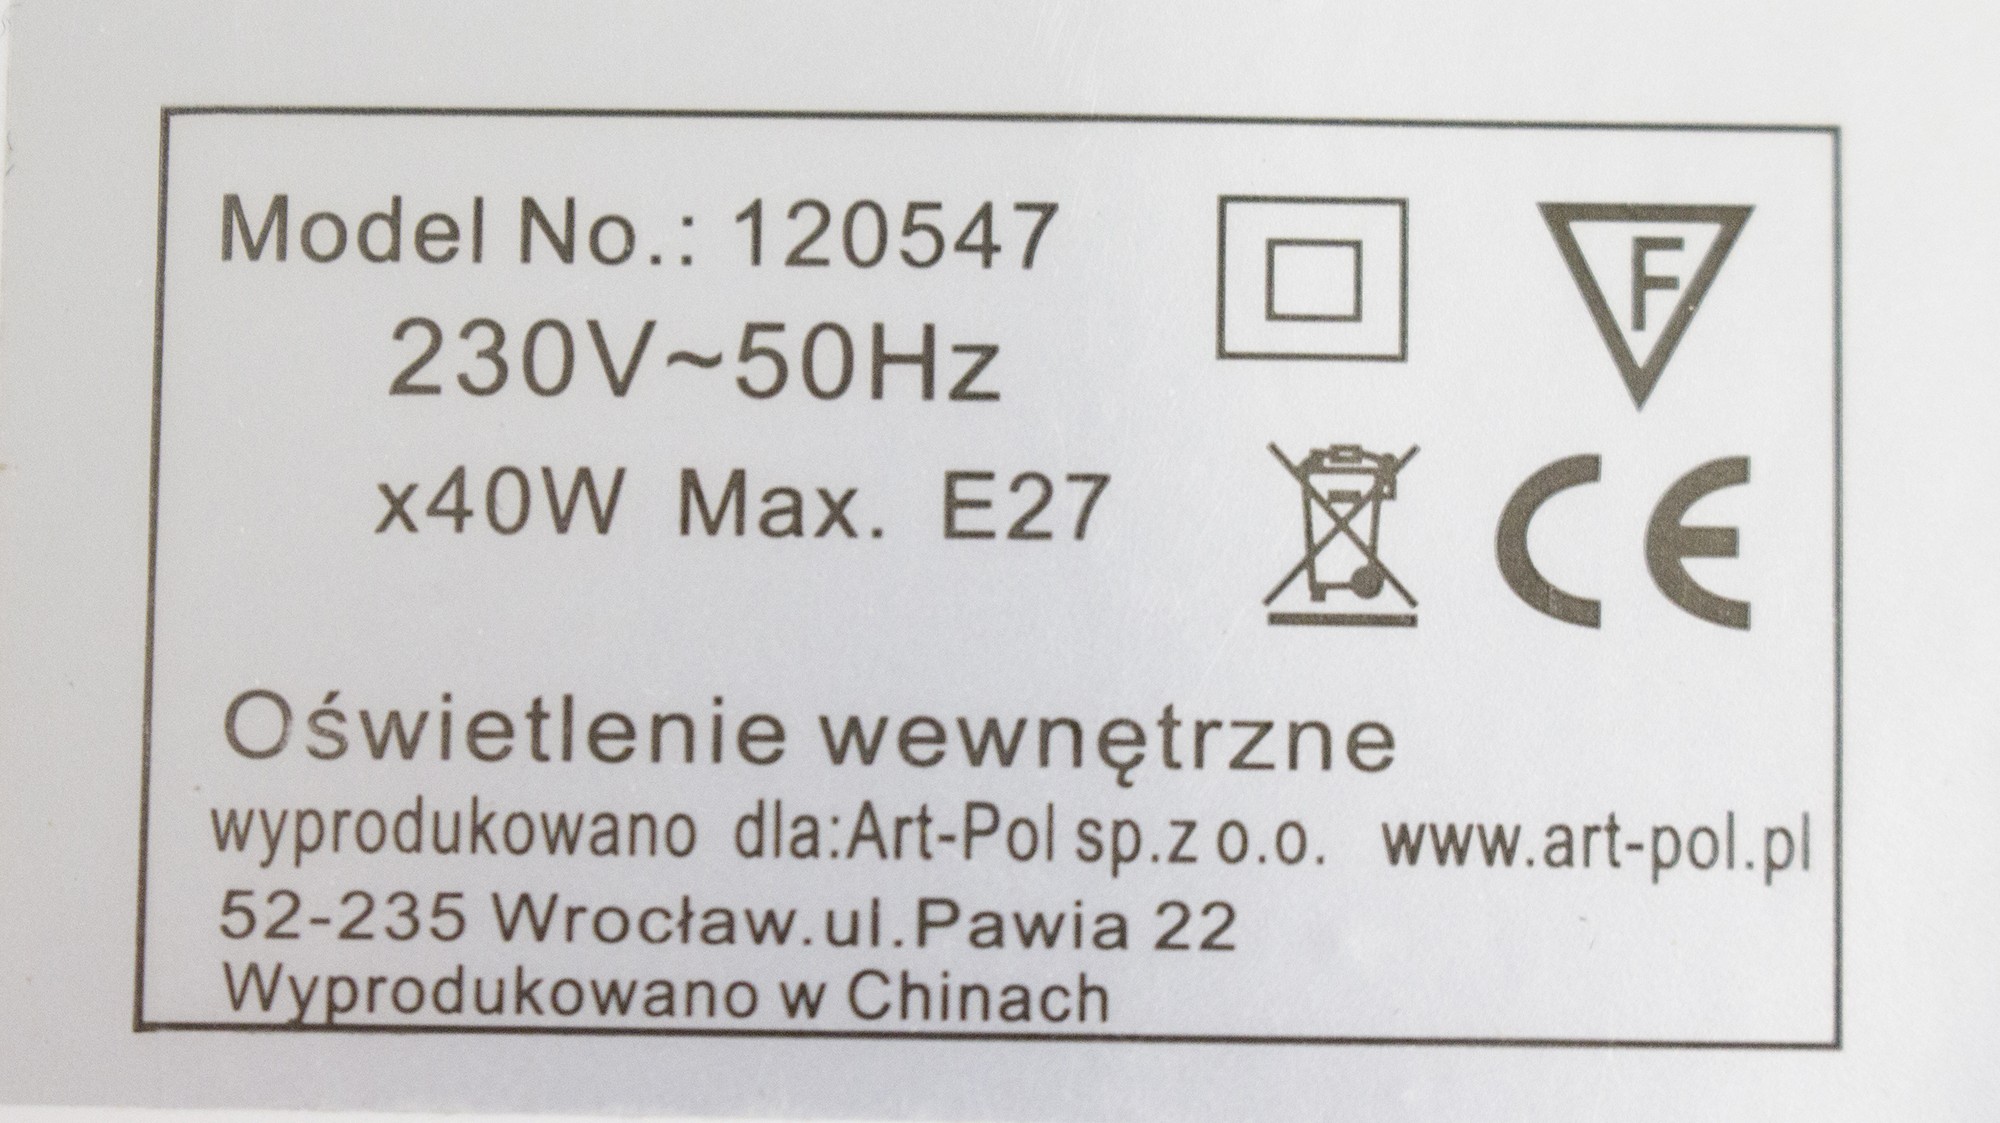 Model No.: 120547
230V~50Hz
x40W Max. E27
F
CE
Oświetlenie wewnętrzne
wyprodukowano dla:Art-Pol sp.z o.o. www.art-pol.pl
52-235 Wrocław.ul.Pawia 22
Wyprodukowano w Chinach